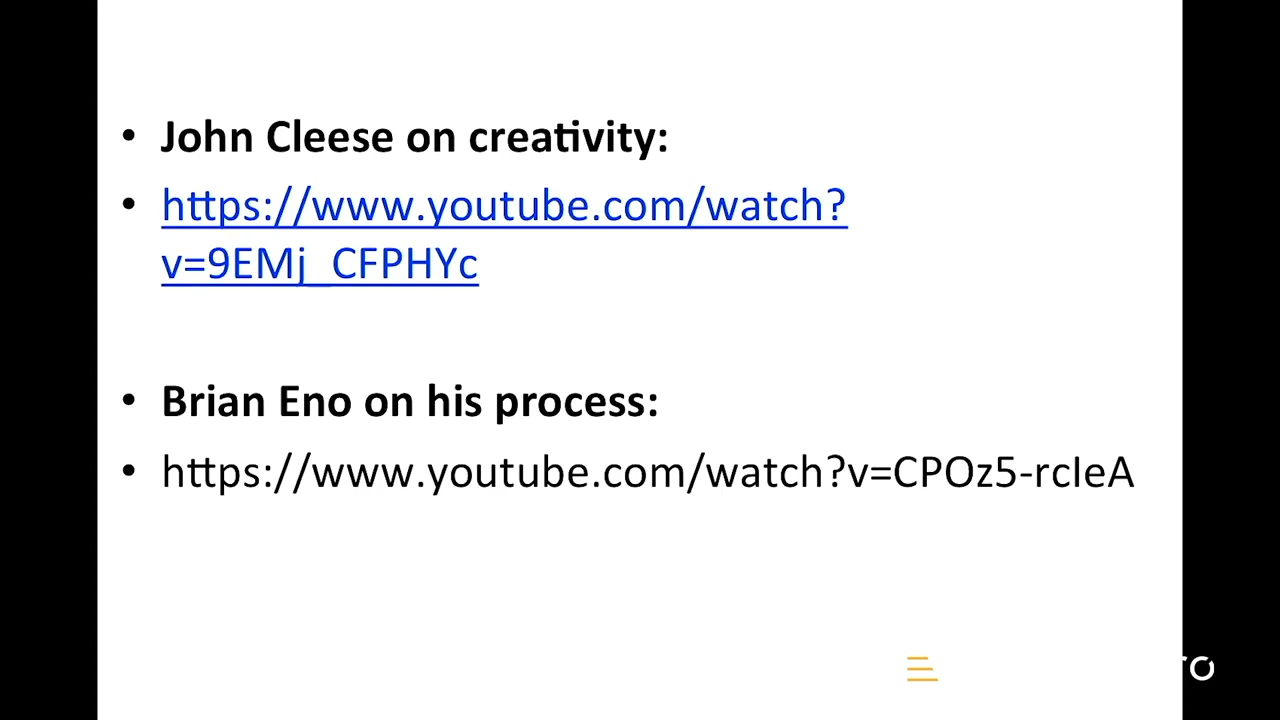 • John Cleese on creativity:
• https://www.youtube.com/watch?
v=9EMj_CFPHYc
• Brian Eno on his process:
• https://www.youtube.com/watch?v=CPOz5-rcIeA